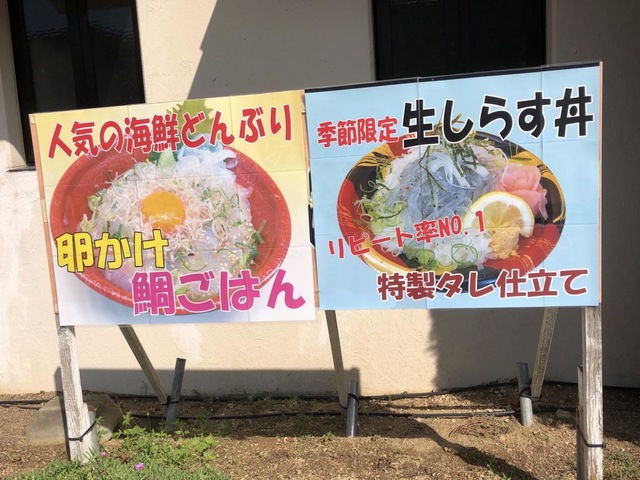 人気の海鮮どんぶり
卵かけ
鯛ごはん
季節限定 生しらす丼
リピート率NO.1
特製タレ仕立て